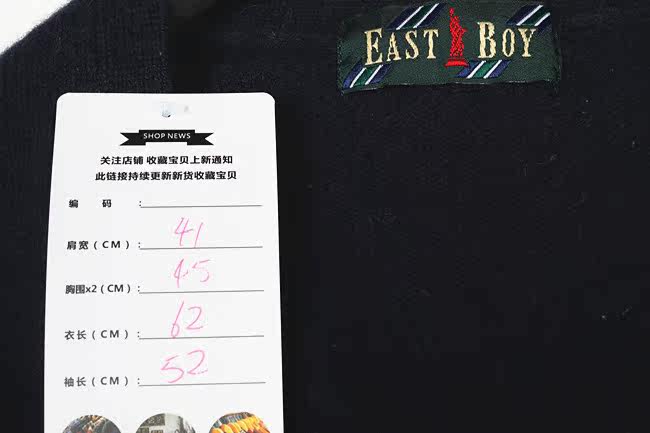 EAST BOY
SHOP NEWS
关注店铺 收藏宝贝上新通知
此链接持续更新新货收藏宝贝
编 码 :
肩宽(CM):41
胸围x2(CM):45
衣长(CM):62
袖长(CM):52